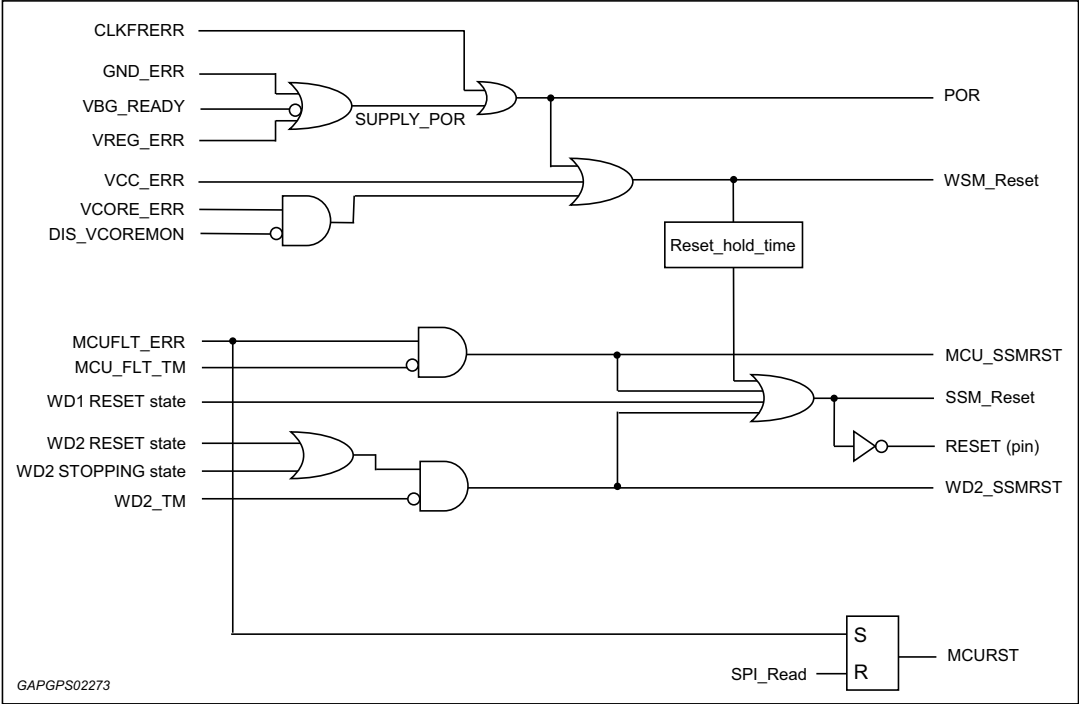 CLKFRERR
GND_ERR
VBG_READY
VREG_ERR
SUPPLY_POR
POR
VCC_ERR
VCORE_ERR
DIS_VCOREMON
WSM_Reset
Reset_hold_time
MCUFLT_ERR
MCU_FLT_TM
MCU_SSMRST
WD1 RESET state
SSM_Reset
WD2 RESET state
RESET (pin)
WD2 STOPPING state
WD2_TM
WD2_SSMRST
S
MCURST
SPI_Read
R
GAPGPS02273